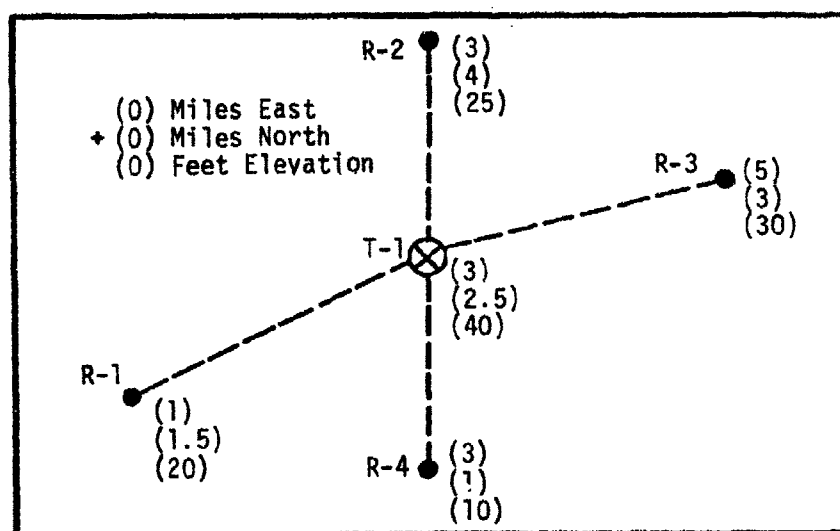 R-2
(3)
(4)
(25)
(0) Miles East
+ (0) Miles North
(0) Feet Elevation
R-3
(5)
(3)
(30)
T-1
(3)
(2.5)
(40)
R-1
(1)
(1.5)
(20)
R-4
(3)
(1)
(10)